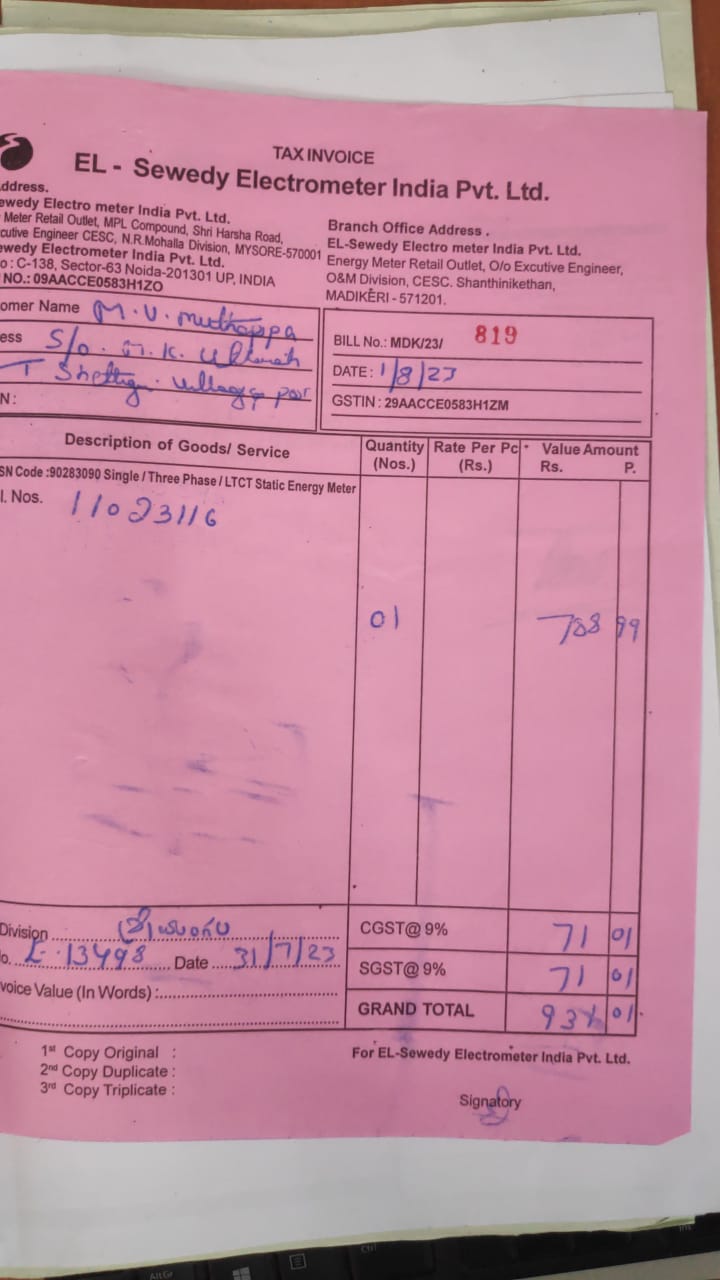 TAX INVOICE
EL - Sewedy Electrometer India Pvt. Ltd.
ddress.
ewedy Electro meter India Pvt. Ltd.
Meter Retail Outlet, MPL Compound, Shri Harsha Road,
cutive Engineer CESC, N.R.Mohalla Division, MYSORE-570001
ewedy Electrometer India Pvt. Ltd.
o : C-138, Sector-63 Noida-201301 UP, INDIA
NO.: 09AACCE0583H1ZO
Branch Office Address .
EL-Sewedy Electro meter India Pvt. Ltd.
Energy Meter Retail Outlet, O/o Excutive Engineer,
O&M Division, CESC. Shanthinikethan,
MADIKERI - 571201.
omer Name M.U. muthappa
ess S/o. K.
T village
N :
BILL No.: MDK/23/ 819
DATE : 1/8/23
GSTIN : 29AACCE0583H1ZM
Description of Goods/ Service Quantity (Nos.) Rate Per Pc (Rs.) Value Amount Rs. P.
SN Code :90283090 Single / Three Phase / LTCT Static Energy Meter
l. Nos. 11023116
01 788 99
Division
o. 13498 Date 31/7/23
voice Value (In Words) :
CGST@ 9% 71 01
SGST@ 9% 71 01
GRAND TOTAL 01
1st Copy Original :
2nd Copy Duplicate :
3rd Copy Triplicate :
For EL-Sewedy Electrometer India Pvt. Ltd.
Signatory
AltGr
Ctrl